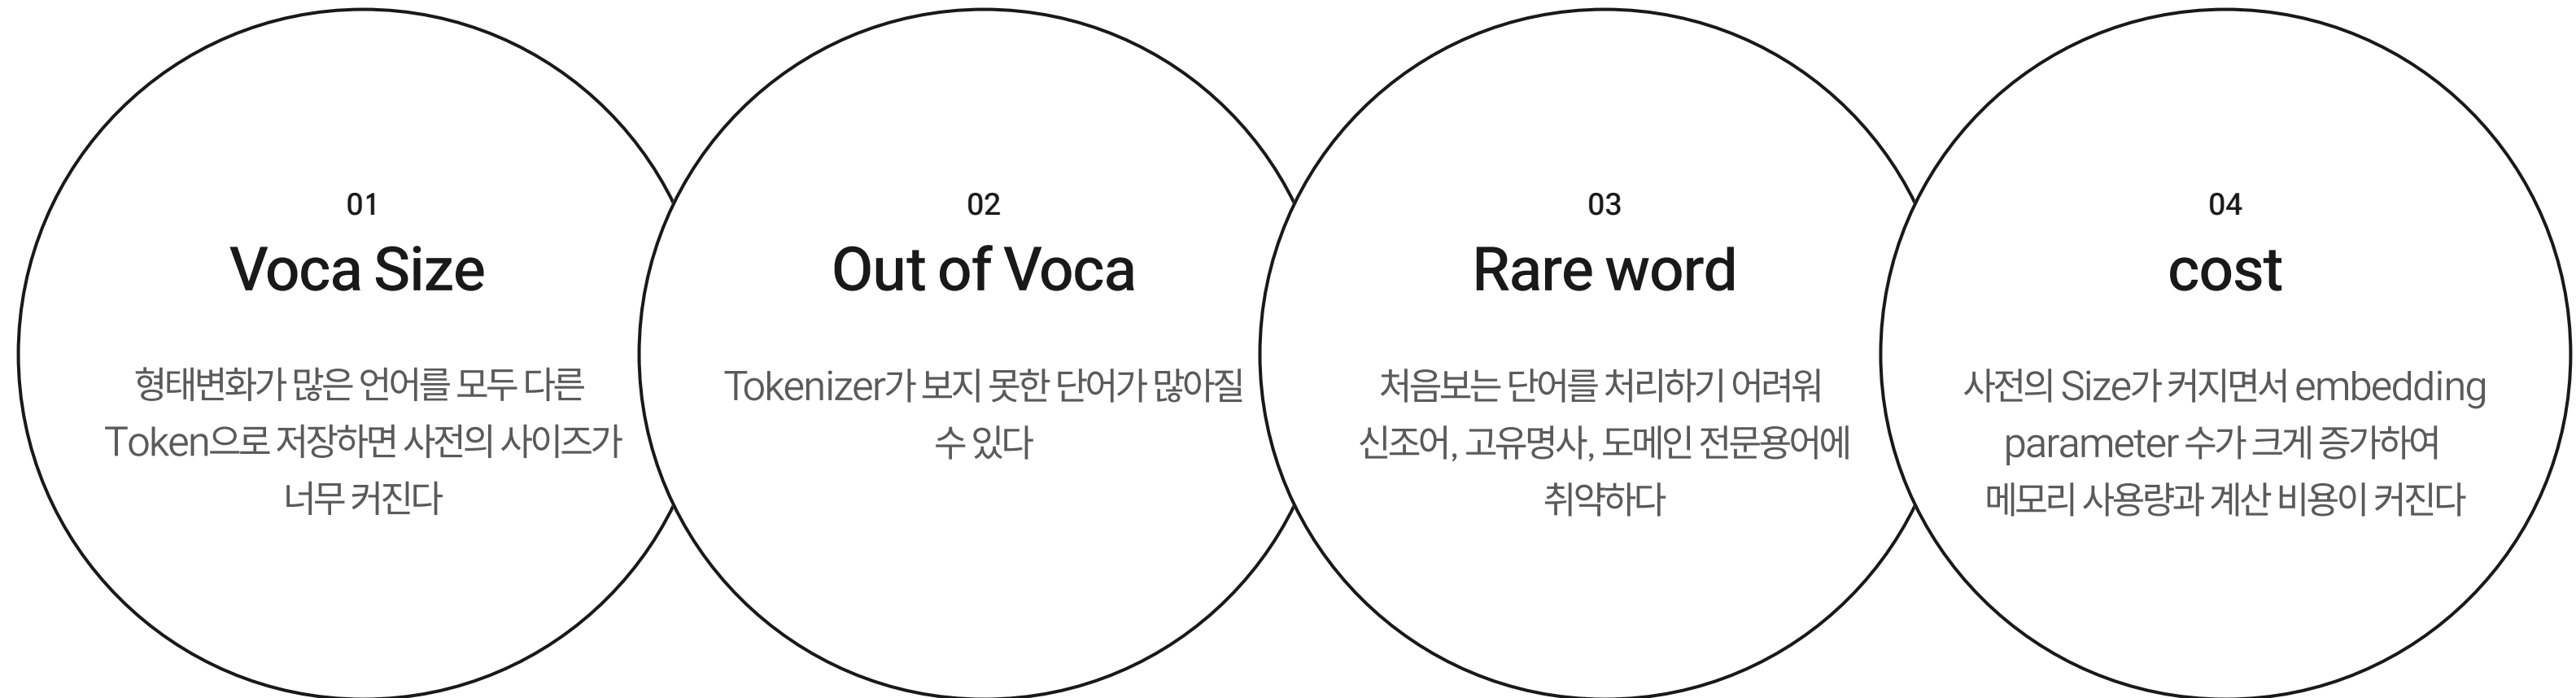 01
Voca Size
형태변화가 많은 언어를 모두 다른
Token으로 저장하면 사전의 사이즈가
너무 커진다
02
Out of Voca
Tokenizer가 보지 못한 단어가 많아질
수 있다
03
Rare word
처음보는 단어를 처리하기 어려워
신조어, 고유명사, 도메인 전문용어에
취약하다
04
cost
사전의 Size가 커지면서 embedding
parameter 수가 크게 증가하여
메모리 사용량과 계산 비용이 커진다